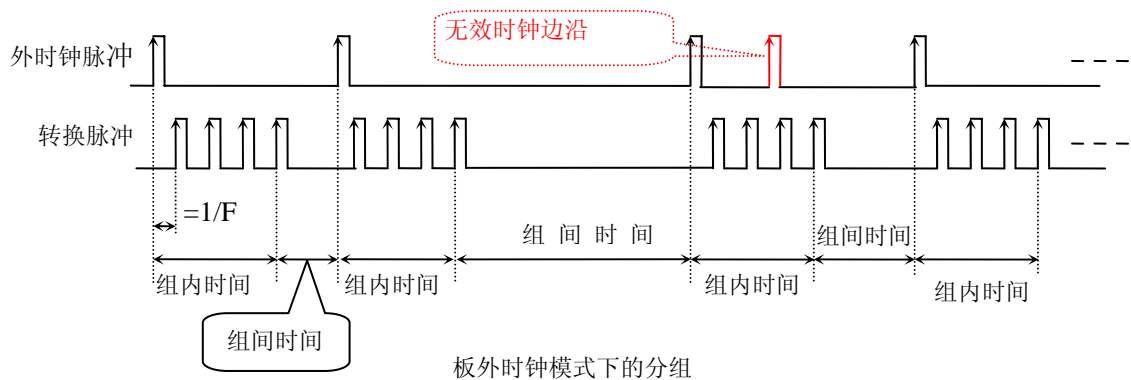 无效时钟边沿
外时钟脉冲
转换脉冲
=1/F
组 间 时 间
组间时间
组内时间
组内时间
组内时间
组内时间
组间时间
板外时钟模式下的分组